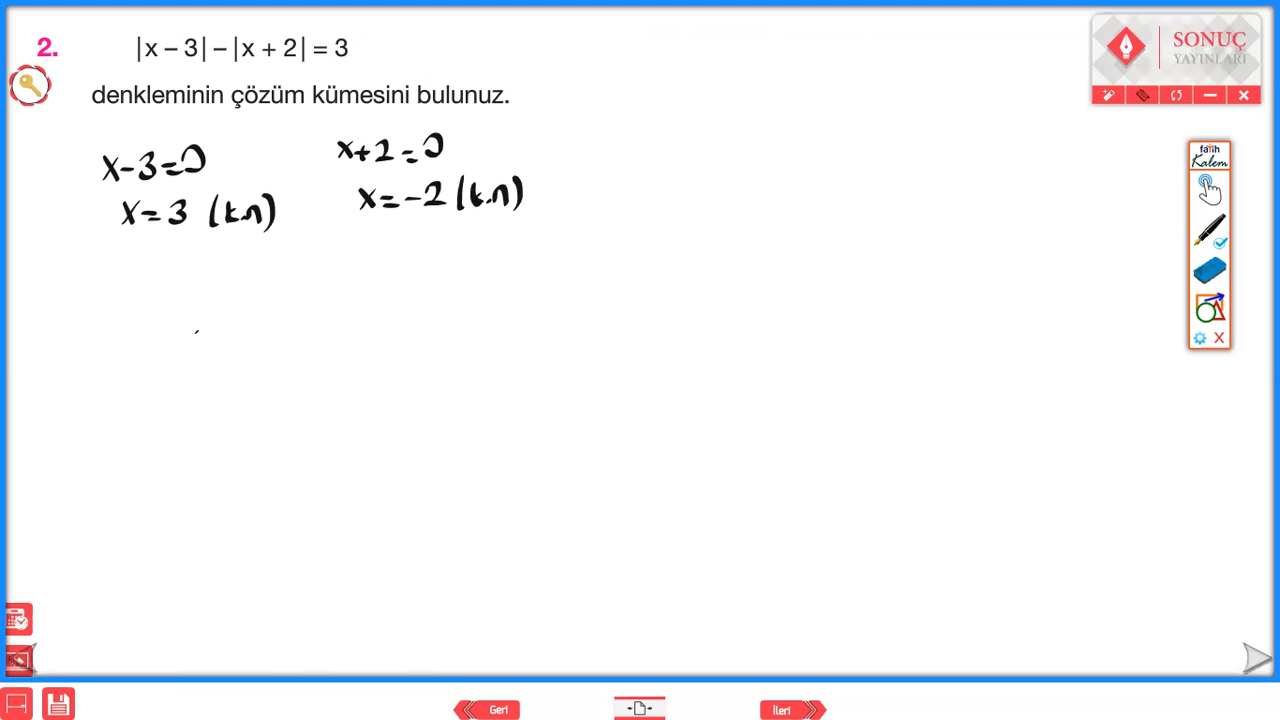 2. |x – 3| – |x + 2| = 3
denkleminin çözüm kümesini bulunuz.
x-3=0
x=3 (k.n)
x+2=0
x=-2 (k.n)
SONUÇ
YAYINLARI
fatih
Kalem
Geri
İleri